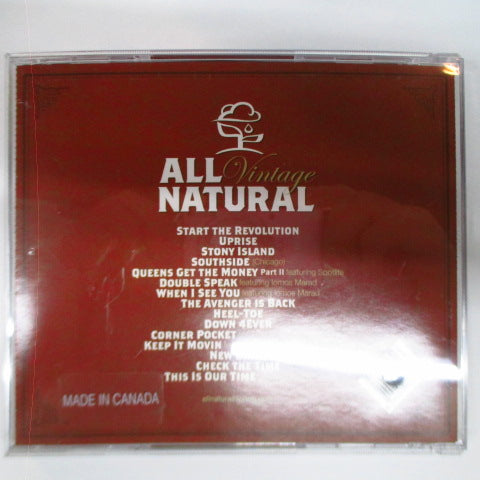 ALL Vintage
NATURAL
START THE REVOLUTION
UPRISE
STONY ISLAND
SOUTHSIDE (Chicago)
QUEENS GET THE MONEY Part II featuring
DOUBLE SPEAK featuring Iomos Marad
WHEN I SEE YOU featuring Iomos Marad
THE AVENGER IS BACK
HEEL-TOE
DOWN 4EVER
CORNER POCKET
KEEP IT MOVIN
NEW
CHECK THE TIME
THIS IS OUR TIME
MADE IN CANADA